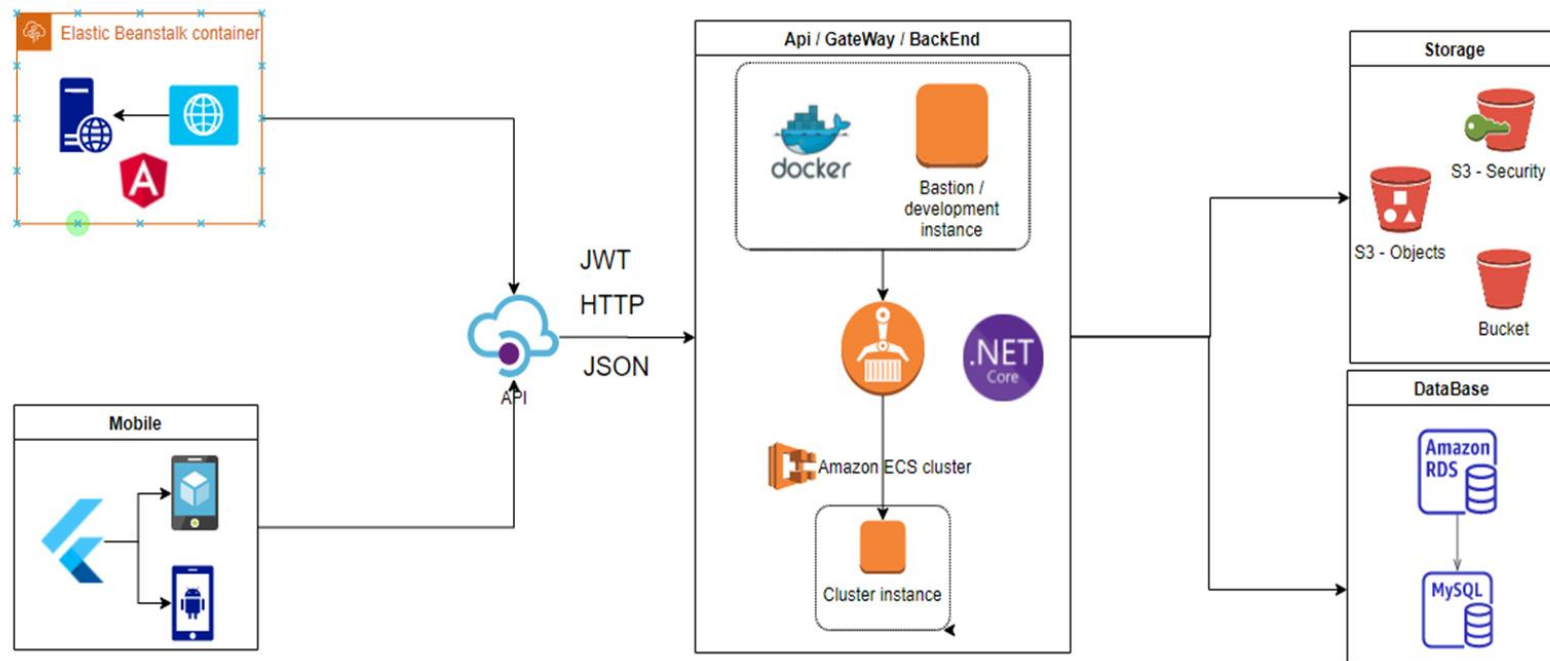 Elastic Beanstalk container
A
Mobile
JWT
HTTP
JSON
API
Api / GateWay / BackEnd
docker
Bastion /
development
instance
.NET
Core
Amazon ECS cluster
Cluster instance
Storage
S3 - Security
S3 - Objects
Bucket
DataBase
Amazon
RDS
MySQL